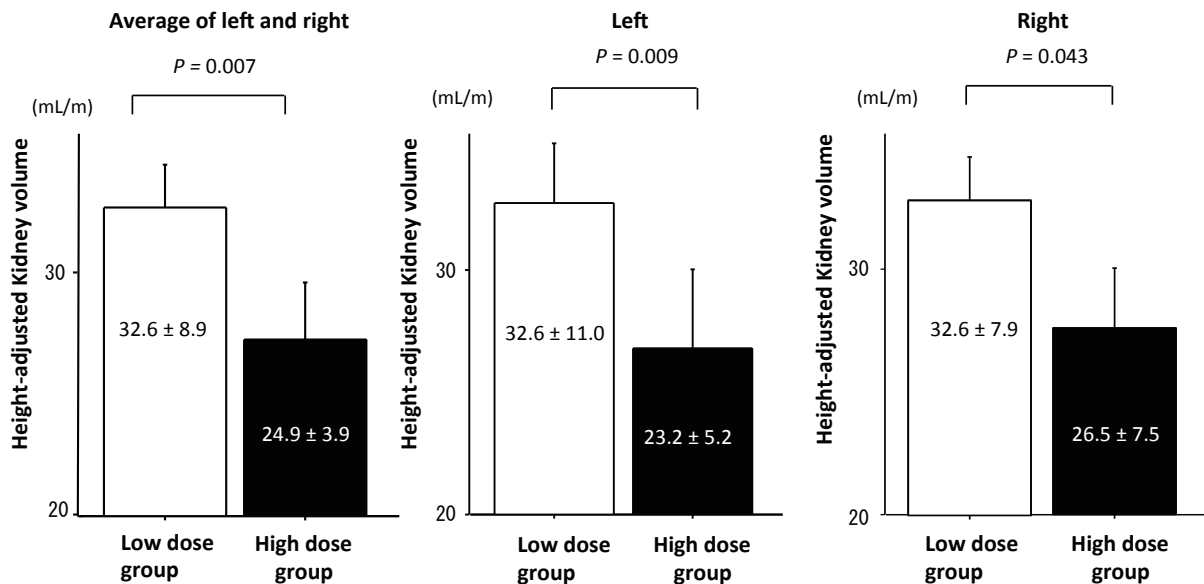 Average of left and right
P = 0.007
(mL/m)
Height-adjusted Kidney volume
30
20
32.6 ± 8.9
24.9 ± 3.9
Low dose
group
High dose
group
Left
P = 0.009
(mL/m)
Height-adjusted Kidney volume
30
20
32.6 ± 11.0
23.2 ± 5.2
Low dose
group
High dose
group
Right
P = 0.043
(mL/m)
Height-adjusted Kidney volume
30
20
32.6 ± 7.9
26.5 ± 7.5
Low dose
group
High dose
group